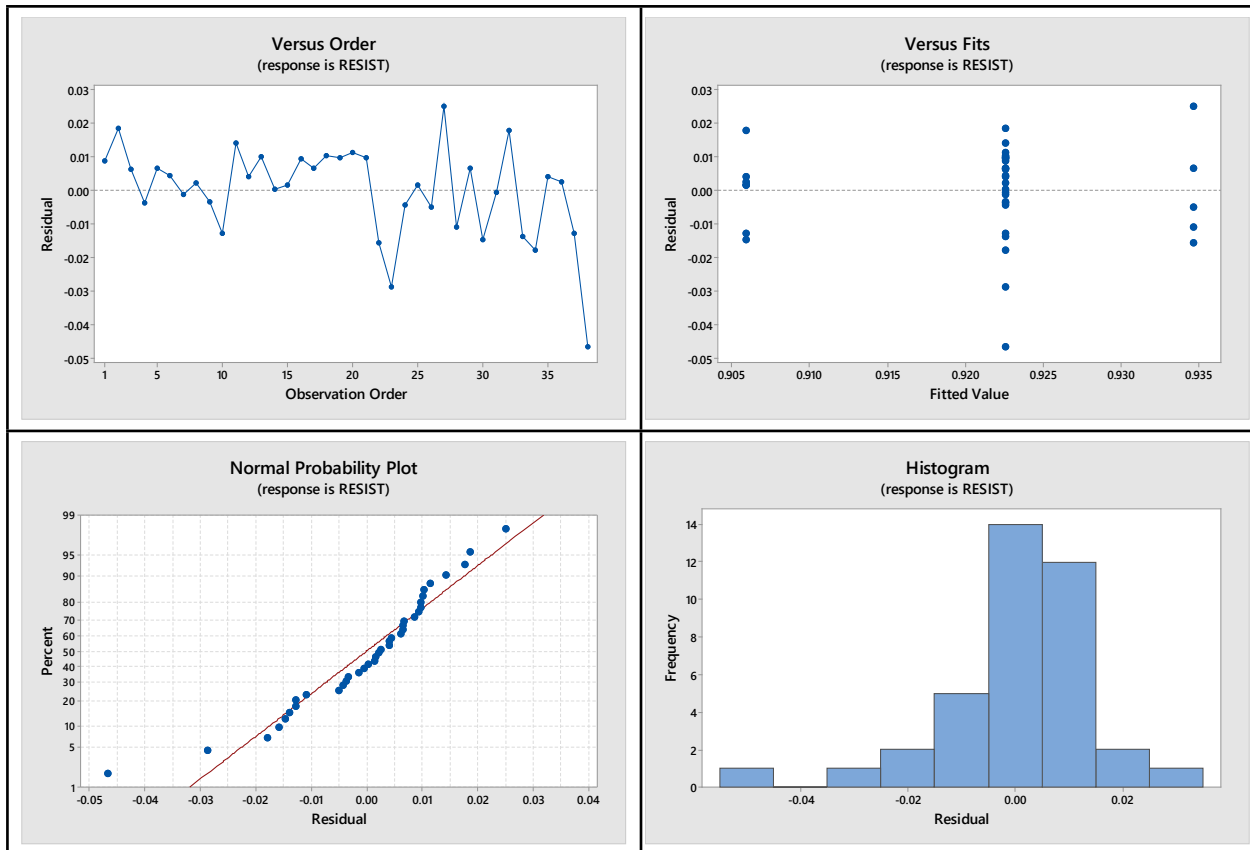 Versus Order
(response is RESIST)
0.03
0.02
0.01
0.00
-0.01
-0.02
-0.03
-0.04
-0.05
Residual
1 5 10 15 20 25 30 35
Observation Order
Versus Fits
(response is RESIST)
0.03
0.02
0.01
0.00
-0.01
-0.02
-0.03
-0.04
-0.05
Residual
0.905 0.910 0.915 0.920 0.925 0.930 0.935
Fitted Value
Normal Probability Plot
(response is RESIST)
99
95
90
80
70
60
50
40
30
20
10
5
1
Percent
-0.05 -0.04 -0.03 -0.02 -0.01 0.00 0.01 0.02 0.03 0.04
Residual
Histogram
(response is RESIST)
14
12
10
8
6
4
2
0
Frequency
-0.04 -0.02 0.00 0.02
Residual